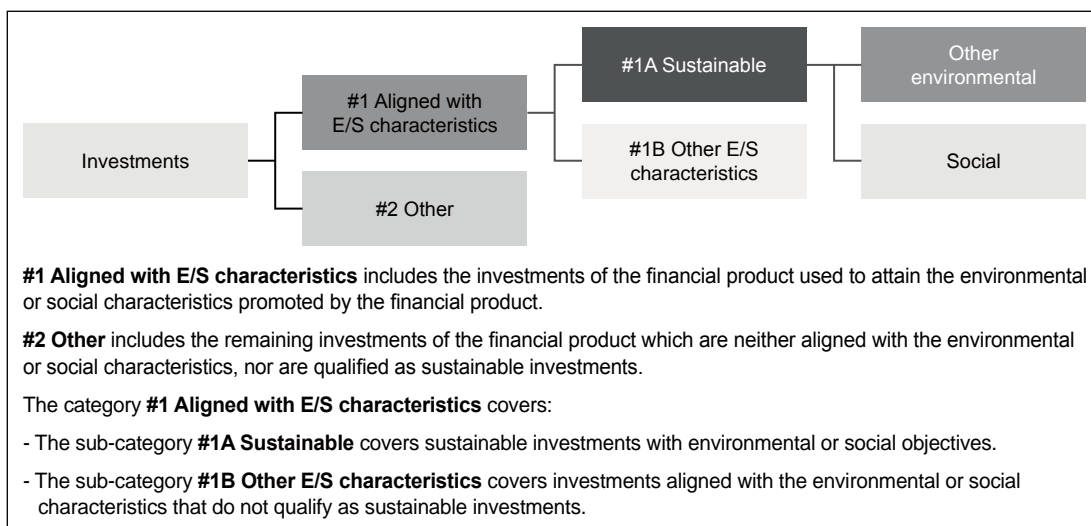 Investments
#1 Aligned with
E/S characteristics
#2 Other
#1A Sustainable
#1B Other E/S
characteristics
Other
environmental
Social
#1 Aligned with E/S characteristics includes the investments of the financial product used to attain the environmental
or social characteristics promoted by the financial product.
#2 Other includes the remaining investments of the financial product which are neither aligned with the environmental
or social characteristics, nor are qualified as sustainable investments.
The category #1 Aligned with E/S characteristics covers:
- The sub-category #1A Sustainable covers sustainable investments with environmental or social objectives.
- The sub-category #1B Other E/S characteristics covers investments aligned with the environmental or social
characteristics that do not qualify as sustainable investments.